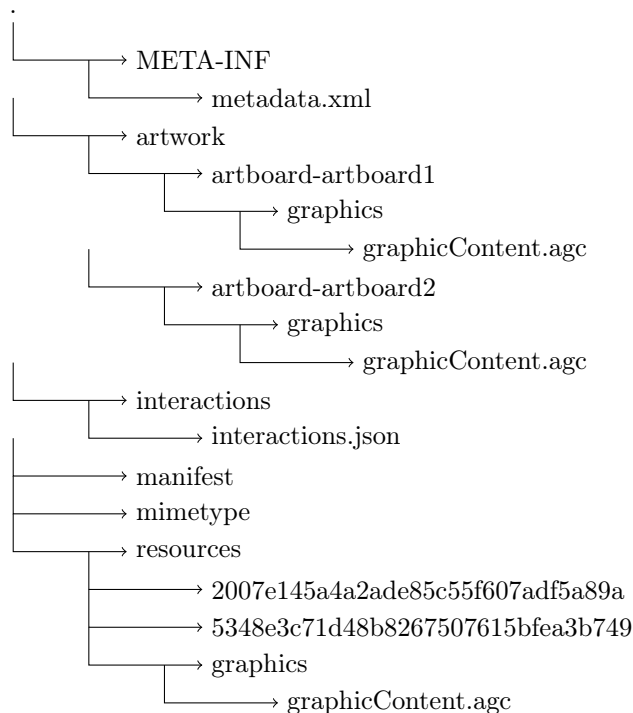 .
META-INF
metadata.xml
artwork
artboard-artboard1
graphics
graphicContent.agc
artboard-artboard2
graphics
graphicContent.agc
interactions
interactions.json
manifest
mimetype
resources
2007e145a4a2ade85c55f607adf5a89a
5348e3c71d48b8267507615bfea3b749
graphics
graphicContent.agc